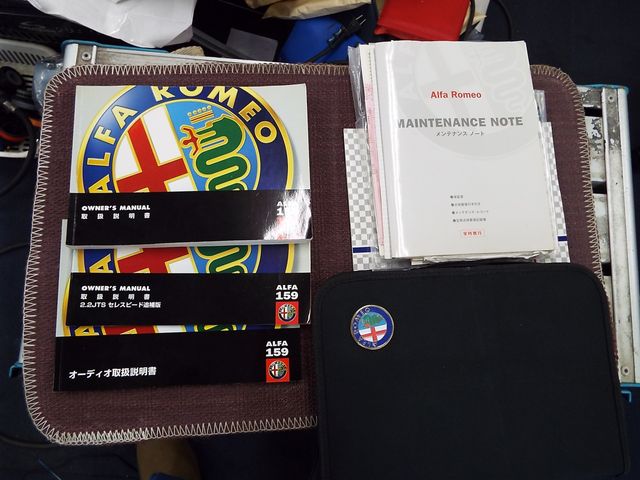 ALFA ROMEO
OWNER'S MANUAL
取扱説明書
ALFA
OWNER'S MANUAL
取扱説明書
2.2JTS セレスピード追補版
ALFA
159
オーディオ取扱説明書
ALFA
159
Alfa Romeo
MAINTENANCE NOTE
メンテナンス ノート
ALFA ROMEO